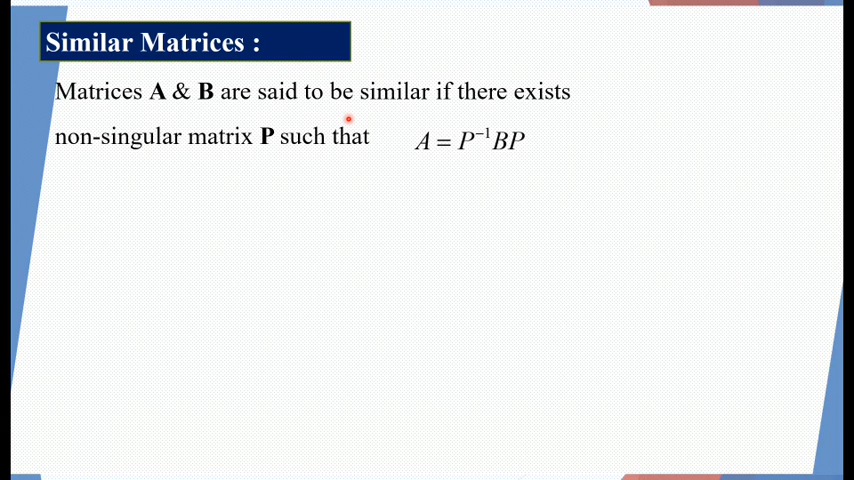 Similar Matrices :
Matrices A & B are said to be similar if there exists
non-singular matrix P such that A = P⁻¹BP